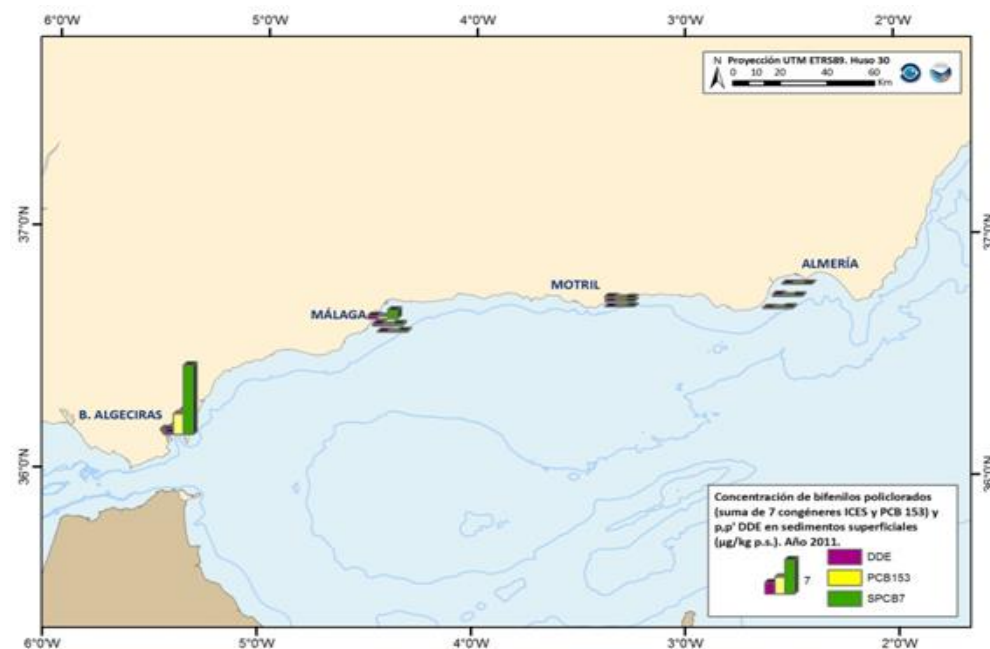 6°0'W 5°0'W 4°0'W 3°0'W 2°0'W
N Proyección UTM ETRS89. Huso 30
0 10 20 40 60
Km
37°0'N 37°0'N
ALMERÍA
MOTRIL
MÁLAGA
B. ALGECIRAS
36°0'N 36°0'N
Concentración de bifenilos policlorados
(suma de 7 congéneres ICES y PCB 153) y
p,p' DDE en sedimentos superficiales
(µg/kg p.s.). Año 2011.
DDE
7 PCB153
SPCB7
6°0'W 5°0'W 4°0'W 3°0'W 2°0'W